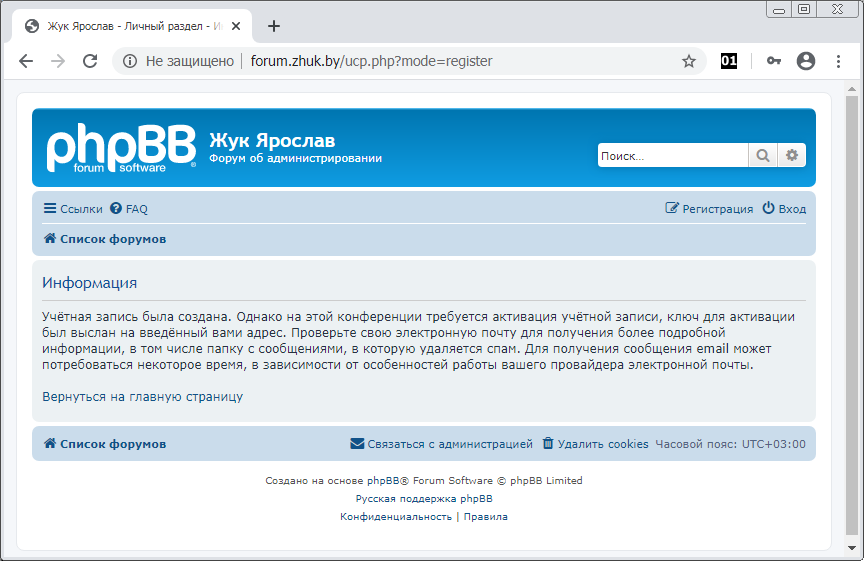 Жук Ярослав - Личный раздел - И
Не защищено | forum.zhuk.by/ucp.php?mode=register
01
phpBB
forum software
®
Жук Ярослав
Форум об администрировании
Поиск...
Ссылки FAQ
Регистрация Вход
Список форумов
Информация
Учётная запись была создана. Однако на этой конференции требуется активация учётной записи, ключ для активации
был выслан на введённый вами адрес. Проверьте свою электронную почту для получения более подробной
информации, в том числе папку с сообщениями, в которую удаляется спам. Для получения сообщения email может
потребоваться некоторое время, в зависимости от особенностей работы вашего провайдера электронной почты.
Вернуться на главную страницу
Список форумов Связаться с администрацией Удалить cookies Часовой пояс: UTC+03:00
Создано на основе phpBB® Forum Software © phpBB Limited
Русская поддержка phpBB
Конфиденциальность | Правила